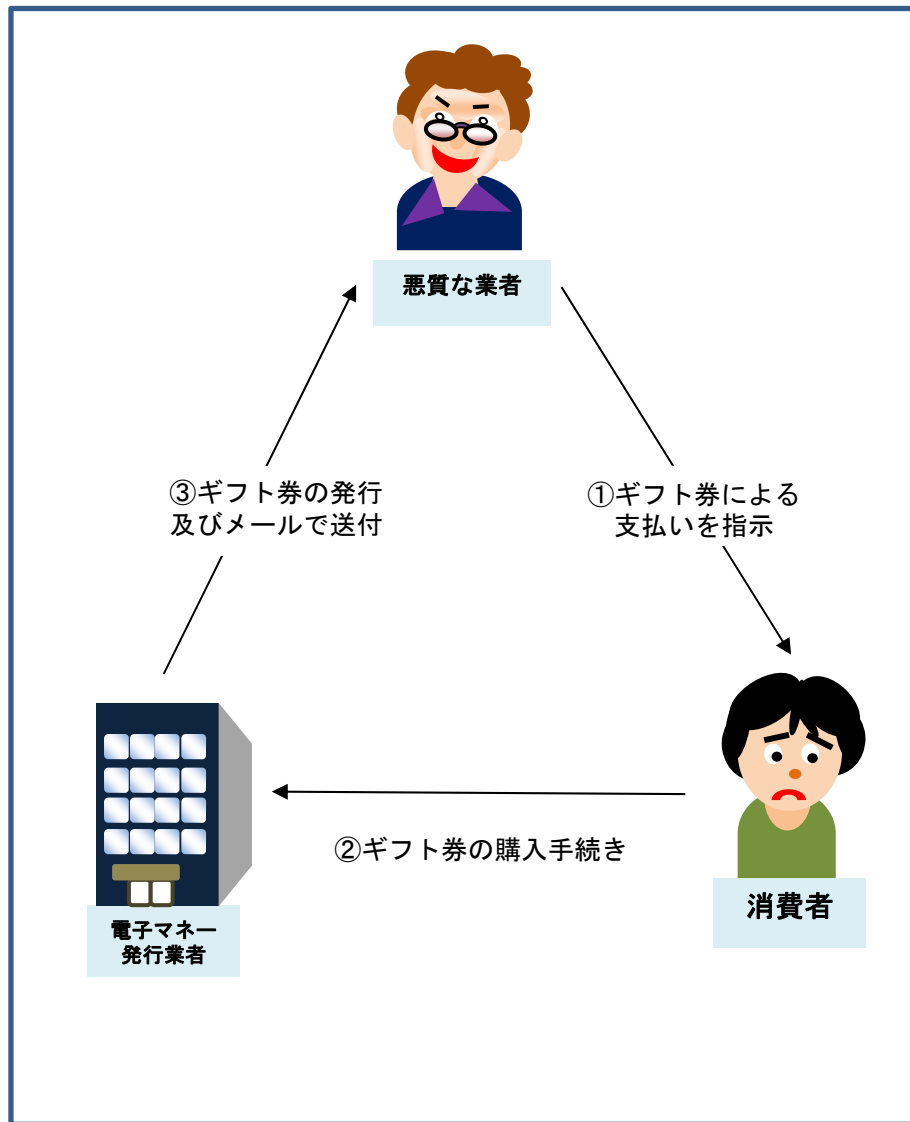 悪質な業者
③ギフト券の発行
及びメールで送付
①ギフト券による
支払いを指示
②ギフト券の購入手続き
電子マネー
発行業者
消費者